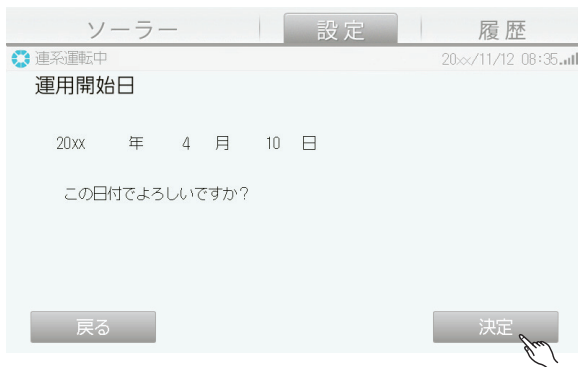 ソーラー 設定 履歴
連系運転中 20xx/11/12 08:35
運用開始日
20xx 年 4 月 10 日
この日付でよろしいですか?
戻る 決定